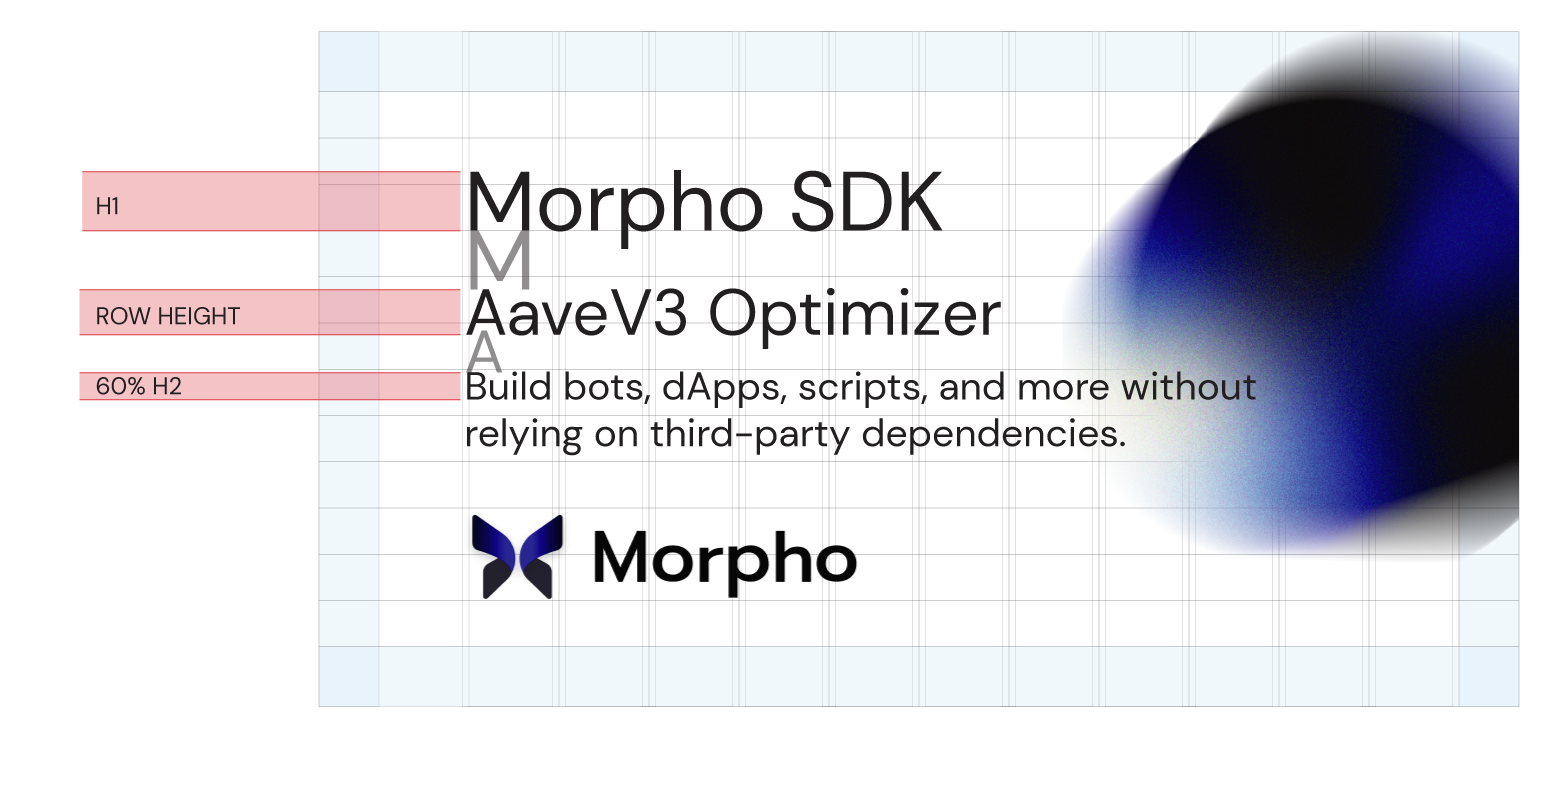 H1
Morpho SDK
M
ROW HEIGHT
AaveV3 Optimizer
A
60% H2
Build bots, dApps, scripts, and more without
relying on third-party dependencies.
Morpho